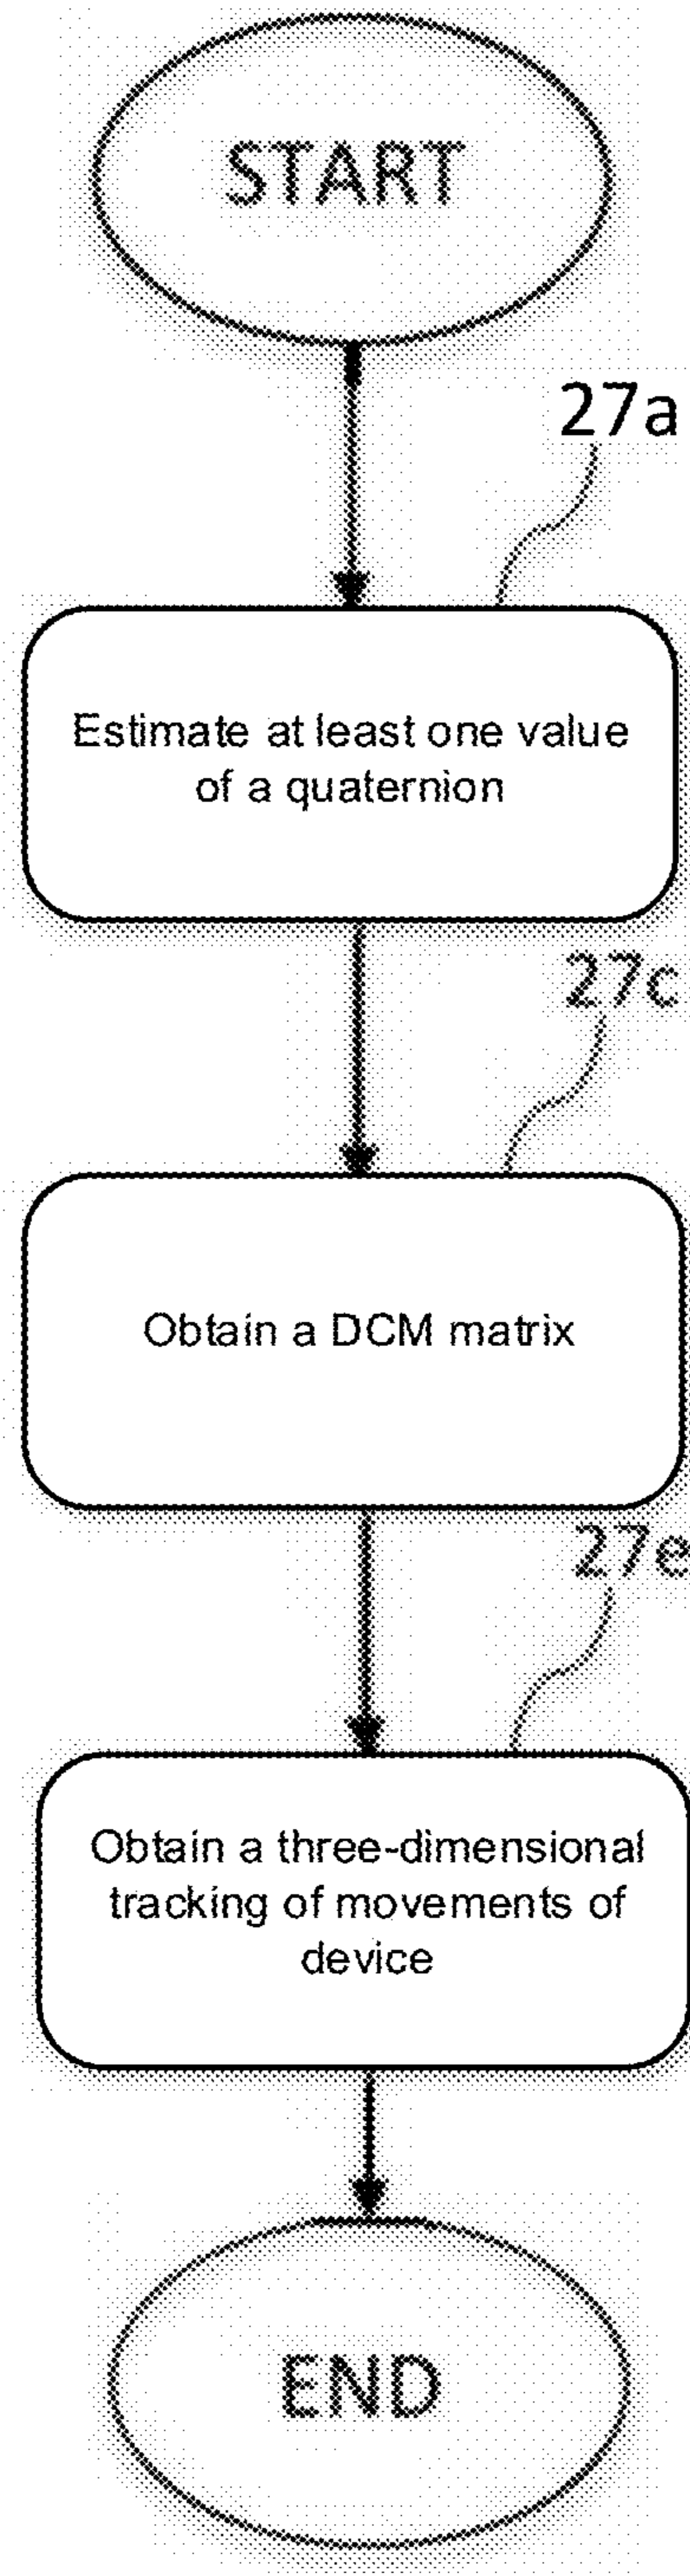 START
27a
Estimate at least one value
of a quaternion
27c
Obtain a DCM matrix
27e
Obtain a three-dimensional
tracking of movements of
device
END